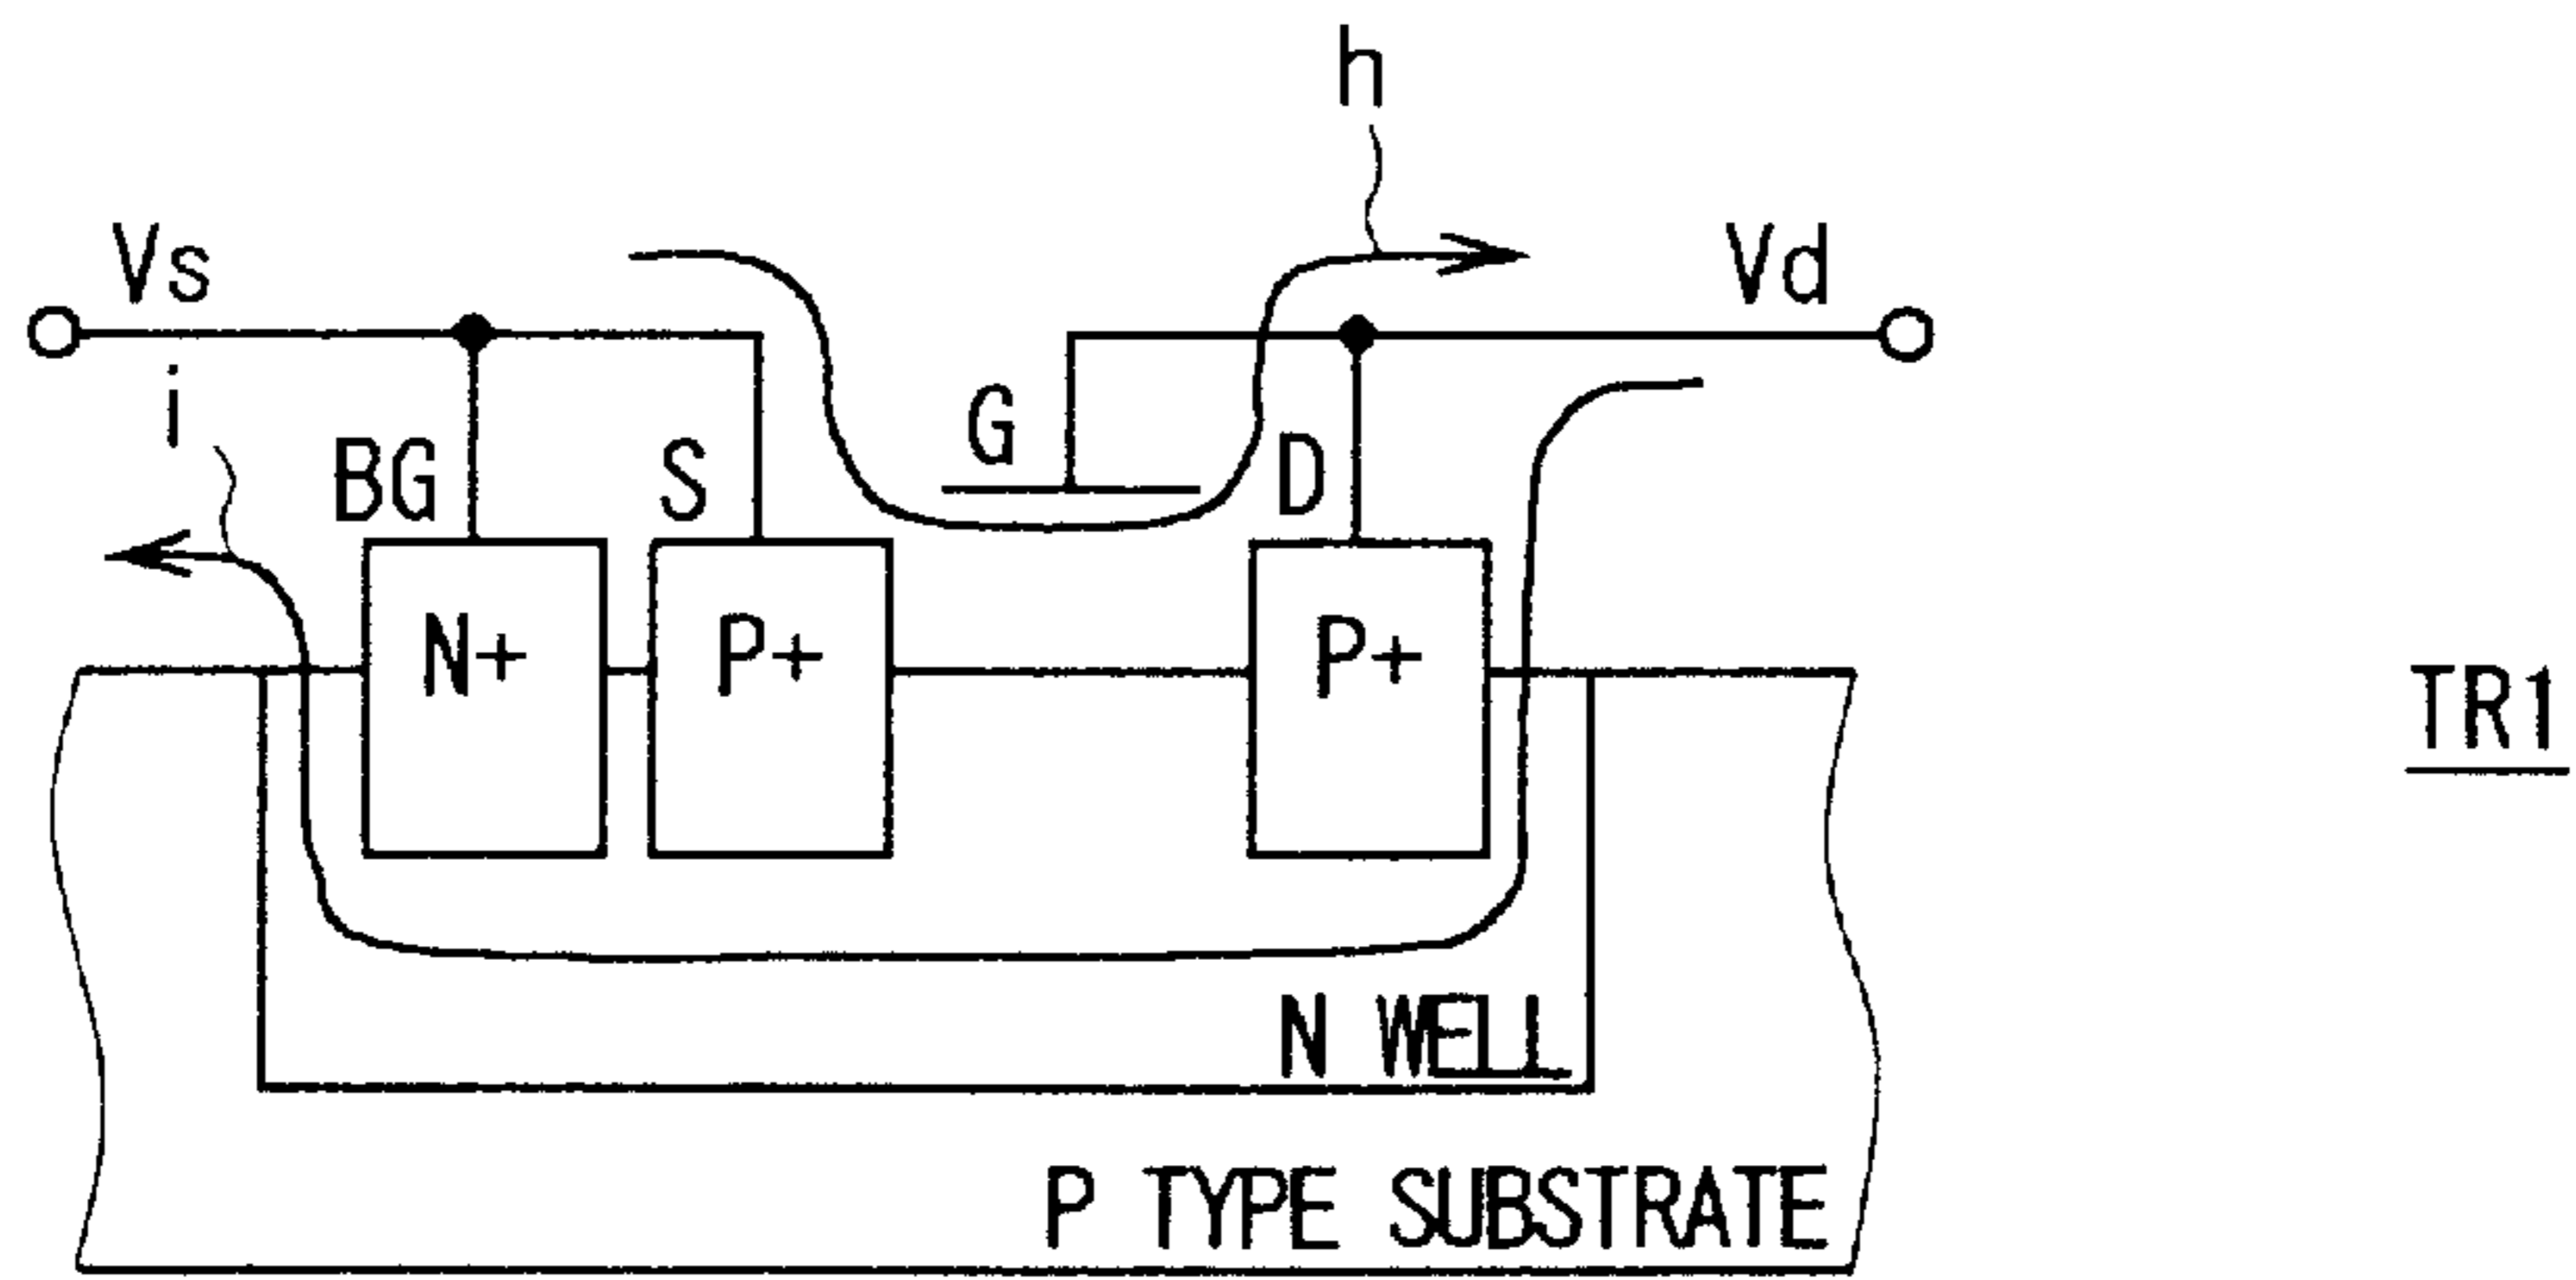 h
Vs
Vd
i
G
BG
S
D
N+
P+
P+
TR1
N WELL
P TYPE SUBSTRATE